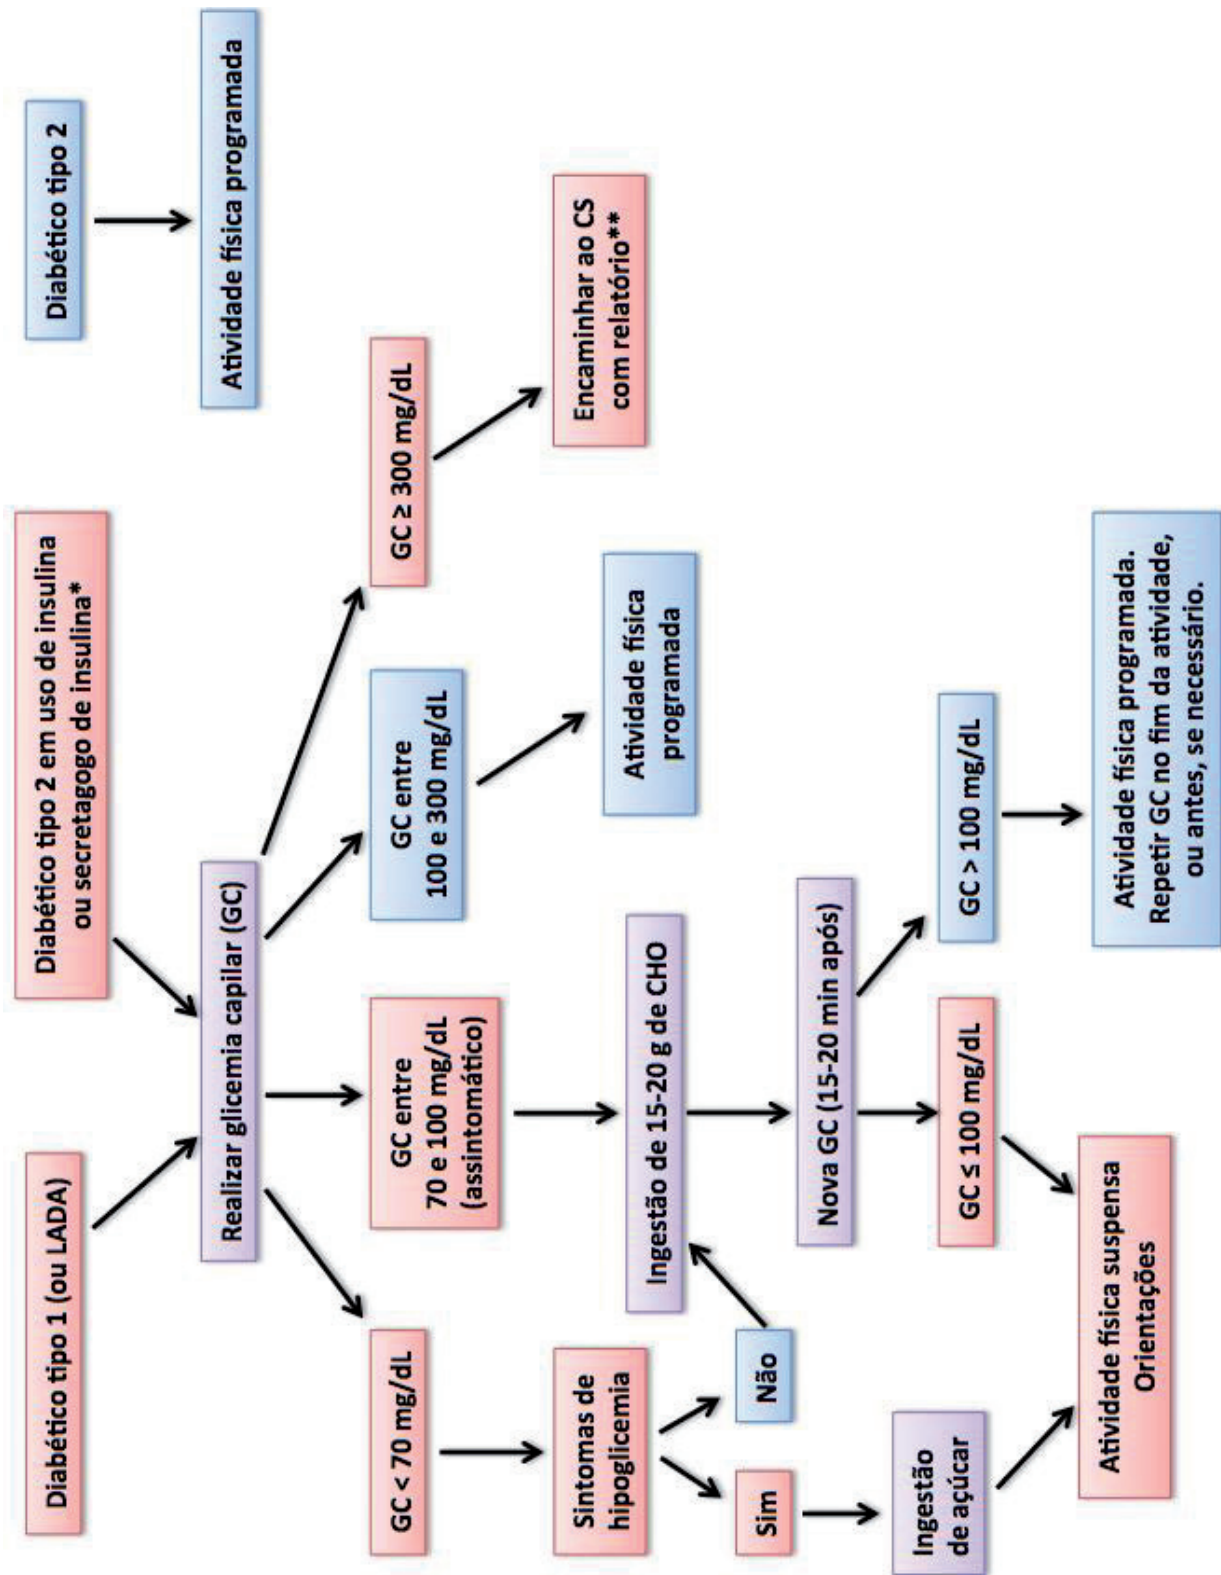 Diabético tipo 1 (ou LADA)
Diabético tipo 2 em uso de insulina
ou secretagogo de insulina*
Diabético tipo 2
Realizar glicemia capilar (GC)
Atividade física programada
GC < 70 mg/dL
GC entre
70 e 100 mg/dL
(assintomático)
GC entre
100 e 300 mg/dL
GC ≥ 300 mg/dL
Sintomas de
hipoglicemia
Ingestão de 15-20 g de CHO
Atividade física
programada
Encaminhar ao CS
com relatório**
Sim
Não
Nova GC (15-20 min após)
Ingestão
de açúcar
GC ≤ 100 mg/dL
GC > 100 mg/dL
Atividade física suspensa
Orientações
Atividade física programada.
Repetir GC no fim da atividade,
ou antes, se necessário.